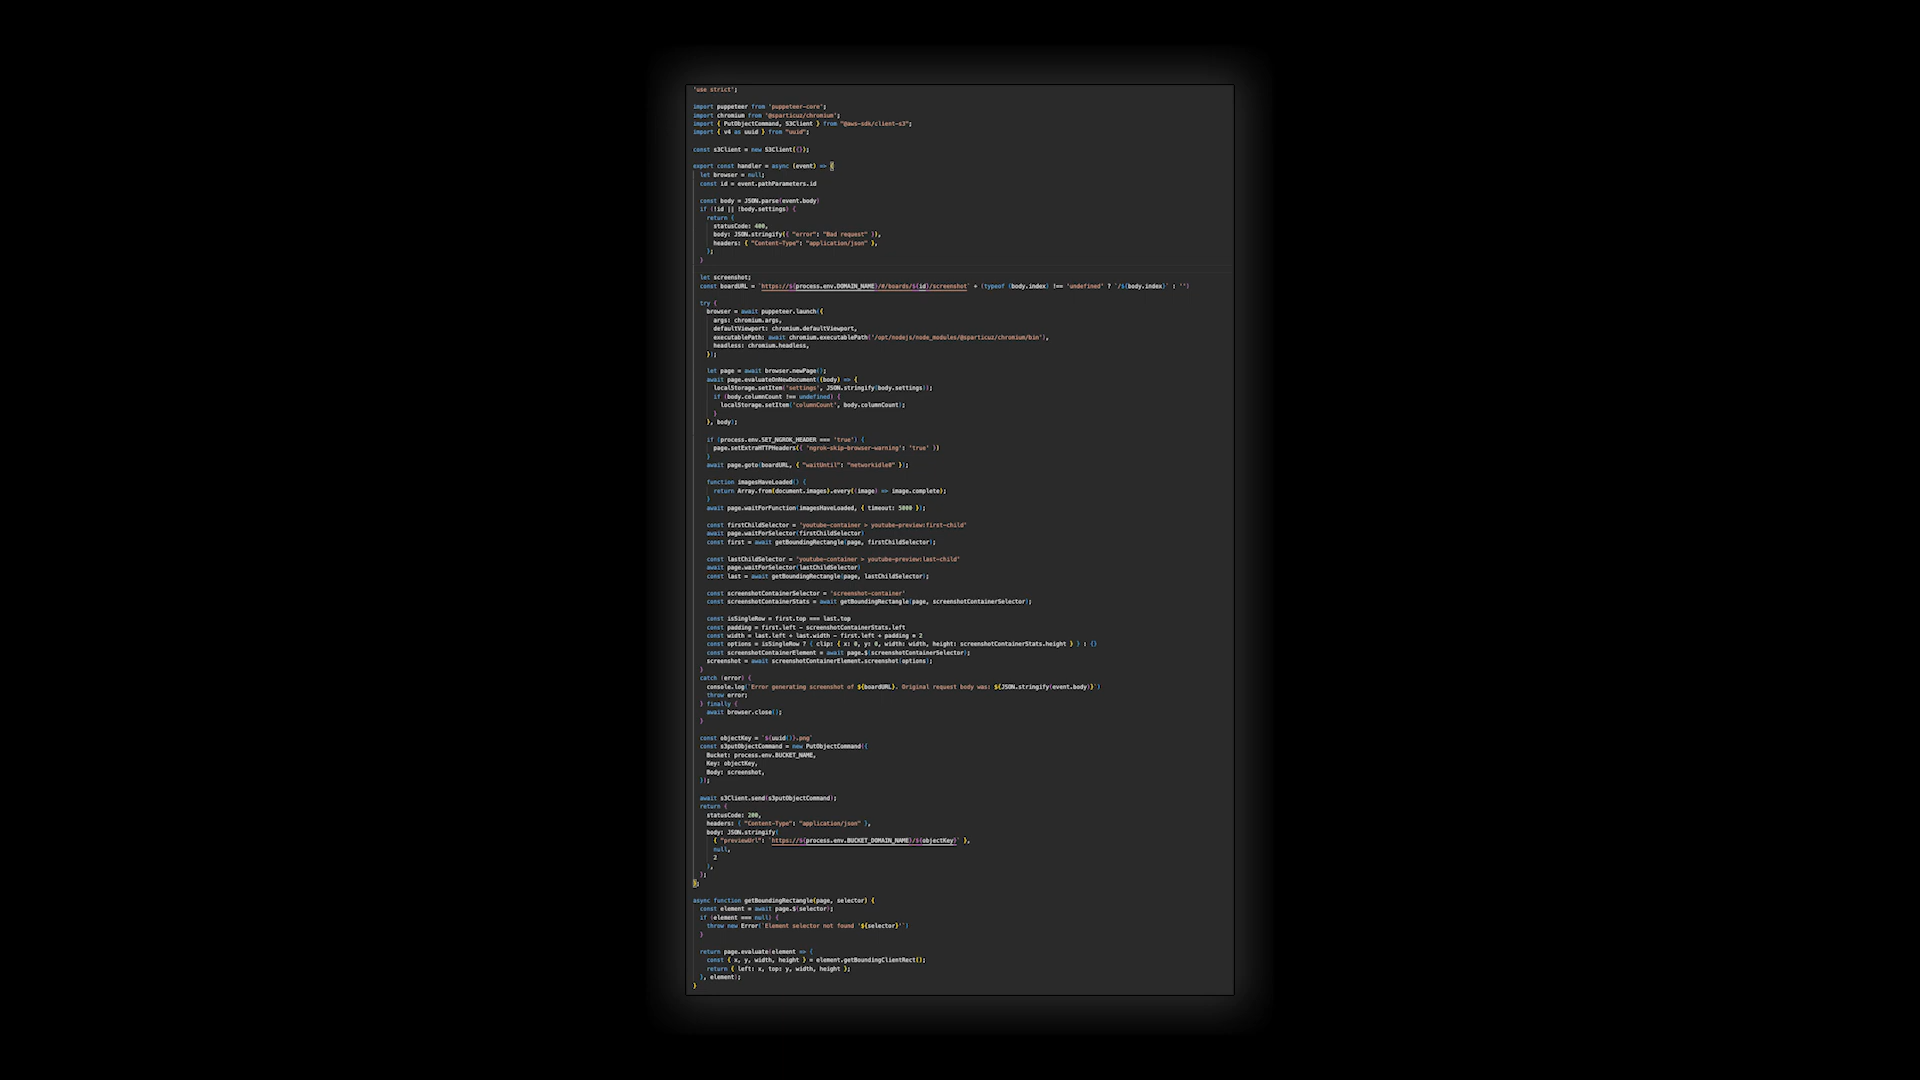 'use strict';
import puppeteer from 'puppeteer-core';
import chromium from '@sparticuz/chromium';
import { PutObjectCommand, S3Client } from "@aws-sdk/client-s3";
import { v4 as uuid } from "uuid";
const s3Client = new S3Client({});
export const handler = async (event) => {
let browser = null;
const id = event.pathParameters.id
const body = JSON.parse(event.body)
if (!id || !body.settings) {
return {
statusCode: 400,
body: JSON.stringify({ "error": "Bad request" }),
headers: { "Content-Type": "application/json" },
};
}
let screenshot;
const boardURL = `https://${process.env.DOMAIN_NAME}/#/boards/${id}/screenshot` + (typeof (body.index) !== 'undefined' ? `/${body.index}` : '')
try {
browser = await puppeteer.launch({
args: chromium.args,
defaultViewport: chromium.defaultViewport,
executablePath: await chromium.executablePath('/opt/nodejs/node_modules/@sparticuz/chromium/bin'),
headless: chromium.headless,
});
let page = await browser.newPage();
await page.evaluateOnNewDocument((body) => {
localStorage.setItem('settings', JSON.stringify(body.settings));
if (body.columnCount !== undefined) {
localStorage.setItem('columnCount', body.columnCount);
}
}, body);
if (process.env.SET_NGROK_HEADER === 'true') {
page.setExtraHTTPHeaders({ 'ngrok-skip-browser-warning': 'true' })
}
await page.goto(boardURL, { "waitUntil": "networkidle0" });
function imagesHaveLoaded() {
return Array.from(document.images).every((image) => image.complete);
}
await page.waitForFunction(imagesHaveLoaded, { timeout: 5000 });
const firstChildSelector = "youtube-container > youtube-preview:first-child"
await page.waitForSelector(firstChildSelector)
const first = await getBoundingRectangle(page, firstChildSelector);
const lastChildSelector = "youtube-container > youtube-preview:last-child"
await page.waitForSelector(lastChildSelector)
const last = await getBoundingRectangle(page, lastChildSelector);
const screenshotContainerSelector = 'screenshot-container'
const screenshotContainerStats = await getBoundingRectangle(page, screenshotContainerSelector);
const isSingleRow = first.top === last.top
const padding = first.left - screenshotContainerStats.left
const width = last.left + last.width - first.left + padding * 2
const options = isSingleRow ? { clip: { x: 0, y: 0, width: width, height: screenshotContainerStats.height } } : {}
const screenshotContainerElement = await page.$(screenshotContainerSelector);
screenshot = await screenshotContainerElement.screenshot(options);
}
catch (error) {
console.log(`Error generating screenshot of ${boardURL}. Original request body was: ${JSON.stringify(event.body)}`)
throw error;
} finally {
await browser.close();
}
const objectKey = `${uuid()}.png`
const s3putObjectCommand = new PutObjectCommand({
Bucket: process.env.BUCKET_NAME,
Key: objectKey,
Body: screenshot,
});
await s3Client.send(s3putObjectCommand);
return {
statusCode: 200,
headers: { "Content-Type": "application/json" },
body: JSON.stringify(
{ "previewUrl": `https://${process.env.BUCKET_DOMAIN_NAME}/${objectKey}` },
null,
2
),
};
};
async function getBoundingRectangle(page, selector) {
const element = await page.$(selector);
if (element === null) {
throw new Error(`Element selector not found '${selector}'`)
}
return page.evaluate(element => {
const { x, y, width, height } = element.getBoundingClientRect();
return { left: x, top: y, width, height };
}, element);
}